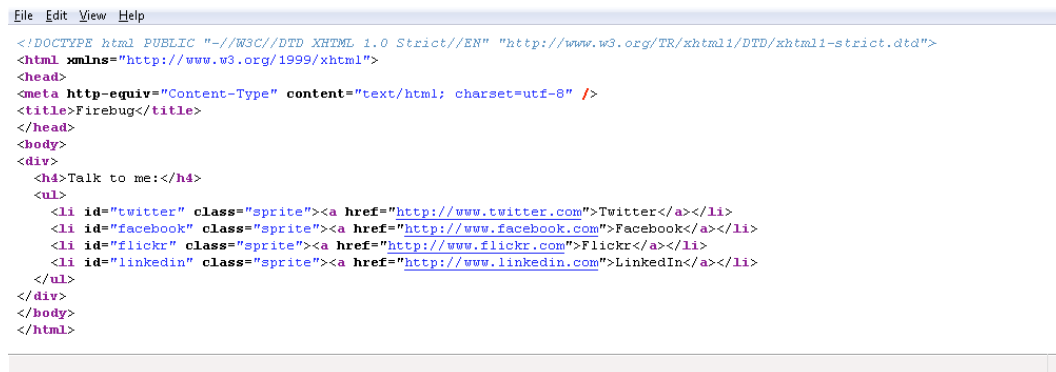 File Edit View Help
<!DOCTYPE html PUBLIC "-//W3C//DTD XHTML 1.0 Strict//EN" "http://www.w3.org/TR/xhtml1/DTD/xhtml1-strict.dtd">
<html xmlns="http://www.w3.org/1999/xhtml">
<head>
<meta http-equiv="Content-Type" content="text/html; charset=utf-8" />
<title>Firebug</title>
</head>
<body>
<div>
  <h4>Talk to me:</h4>
  <ul>
    <li id="twitter" class="sprite"><a href="http://www.twitter.com">Twitter</a></li>
    <li id="facebook" class="sprite"><a href="http://www.facebook.com">Facebook</a></li>
    <li id="flickr" class="sprite"><a href="http://www.flickr.com">Flickr</a></li>
    <li id="linkedin" class="sprite"><a href="http://www.linkedin.com">LinkedIn</a></li>
  </ul>
</div>
</body>
</html>